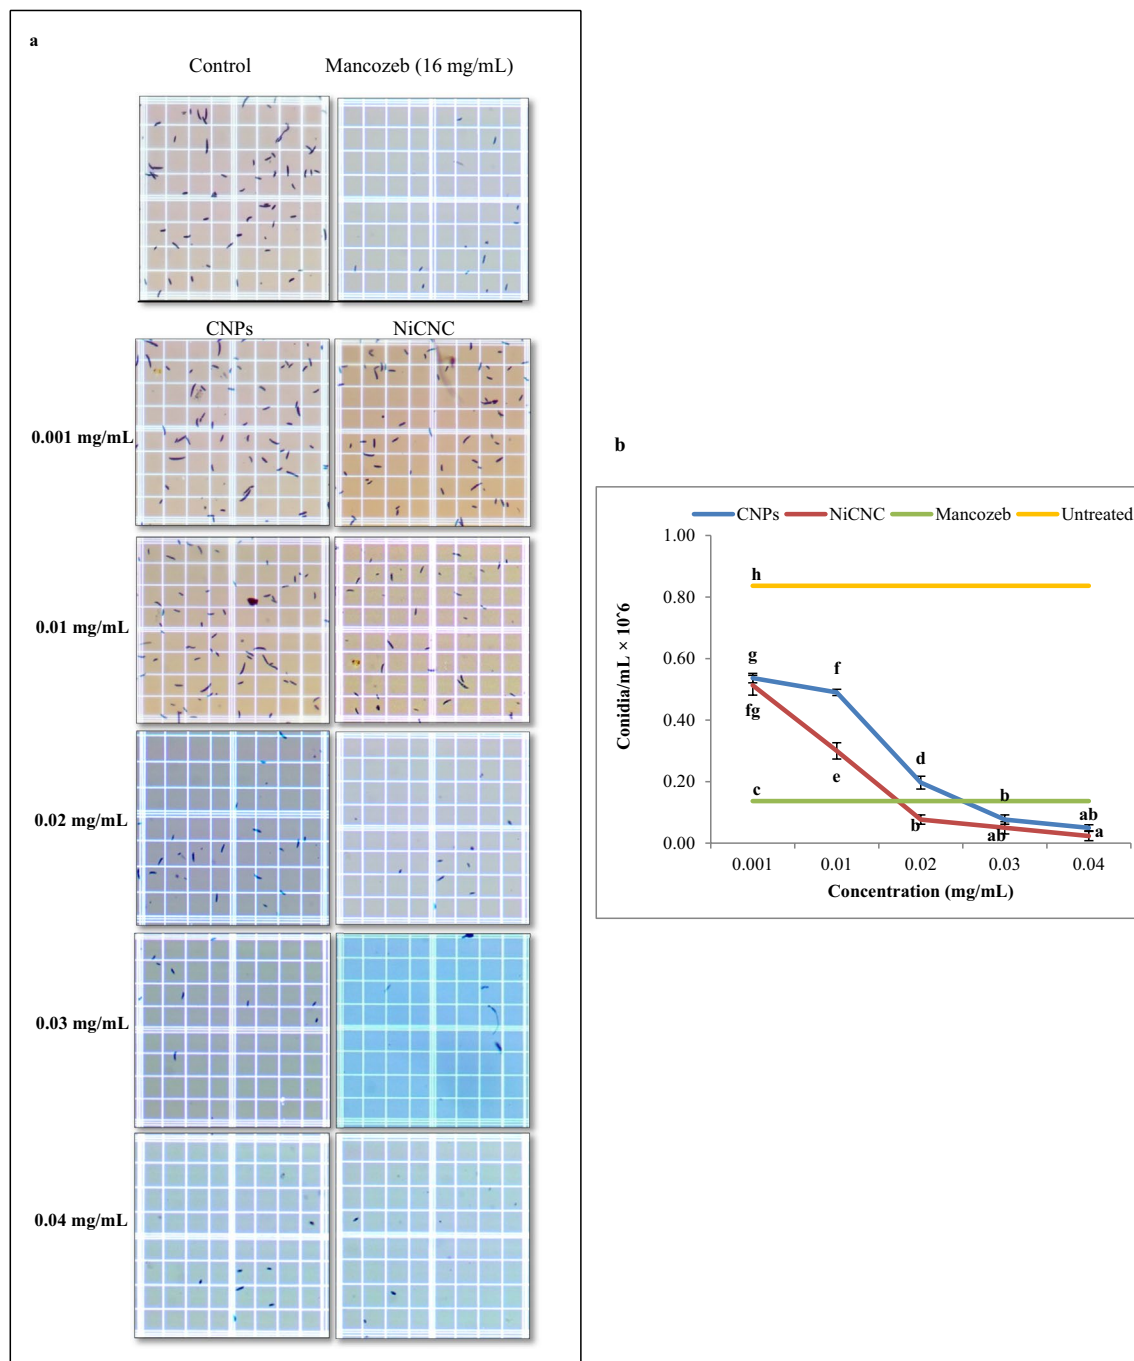 a
Control Mancozeb (16 mg/mL)
CNPs NiCNC
0.001 mg/mL
0.01 mg/mL
0.02 mg/mL
0.03 mg/mL
0.04 mg/mL
b
CNPs NiCNC Mancozeb Untreated
1.00
0.80
0.60
0.40
0.20
0.00
Conidia/mL × 10^6
h
g f
fg
e
d
c
b
b
ab
ab
a
0.001 0.01 0.02 0.03 0.04
Concentration (mg/mL)